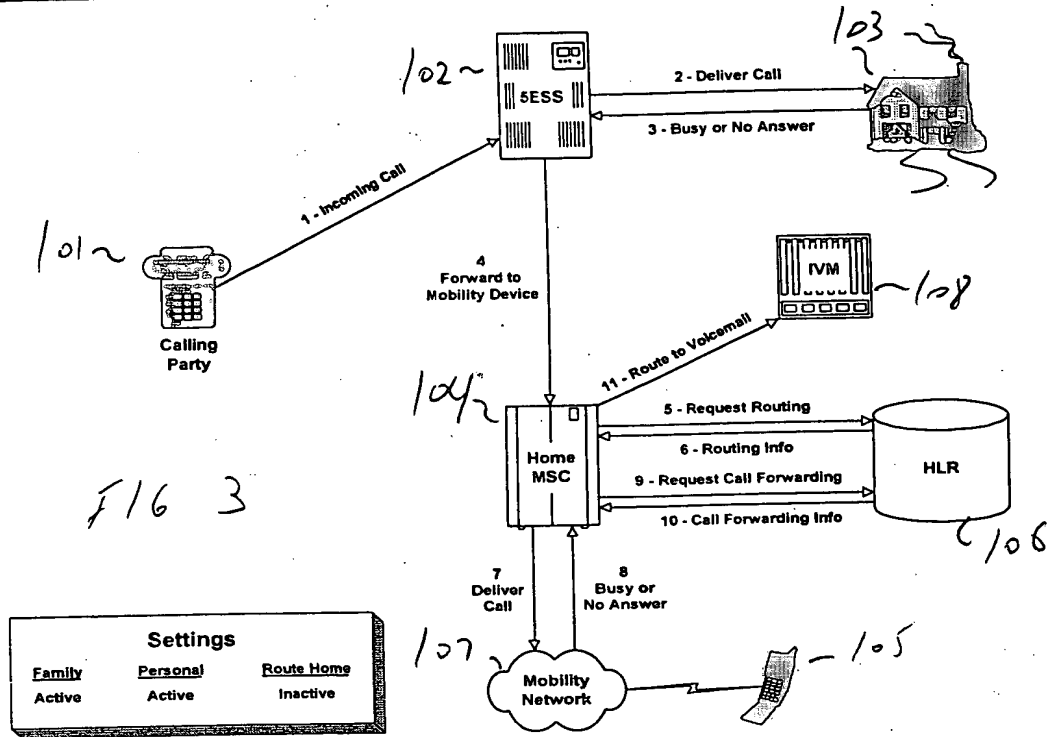 102
5ESS
2 - Deliver Call
3 - Busy or No Answer
103
1 - Incoming Call
101
Calling
Party
4
Forward to
Mobility Device
IVM
108
11 - Route to Voicemail
104
Home
MSC
5 - Request Routing
6 - Routing Info
9 - Request Call Forwarding
10 - Call Forwarding Info
HLR
106
FIG 3
7
Deliver
Call
8
Busy or
No Answer
107
Mobility
Network
105
Settings
Family Personal Route Home
Active Active Inactive